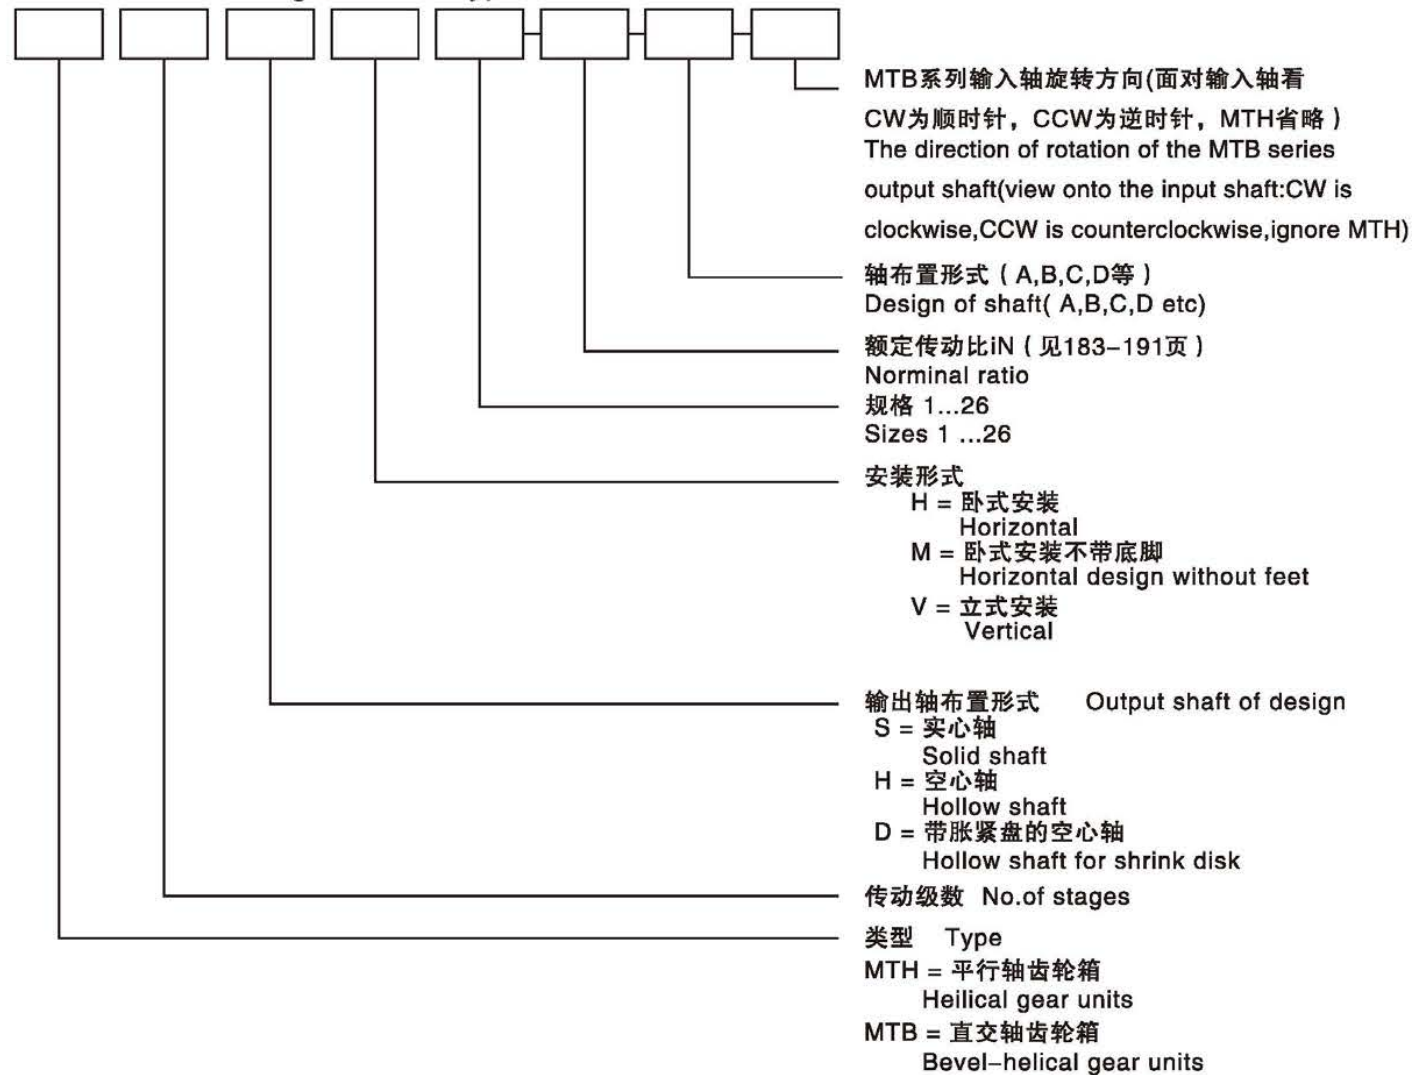 MTB系列输入轴旋转方向(面对输入轴看
CW为顺时针，CCW为逆时针，MTH省略）
The direction of rotation of the MTB series
output shaft(view onto the input shaft:CW is
clockwise,CCW is counterclockwise,ignore MTH)
轴布置形式（A,B,C,D等）
Design of shaft( A,B,C,D etc)
额定传动比iN（见183–191页）
Norminal ratio
规格 1...26
Sizes 1 ...26
安装形式
H = 卧式安装
Horizontal
M = 卧式安装不带底脚
Horizontal design without feet
V = 立式安装
Vertical
输出轴布置形式 Output shaft of design
S = 实心轴
Solid shaft
H = 空心轴
Hollow shaft
D = 带胀紧盘的空心轴
Hollow shaft for shrink disk
传动级数 No.of stages
类型 Type
MTH = 平行轴齿轮箱
Heilical gear units
MTB = 直交轴齿轮箱
Bevel–helical gear units